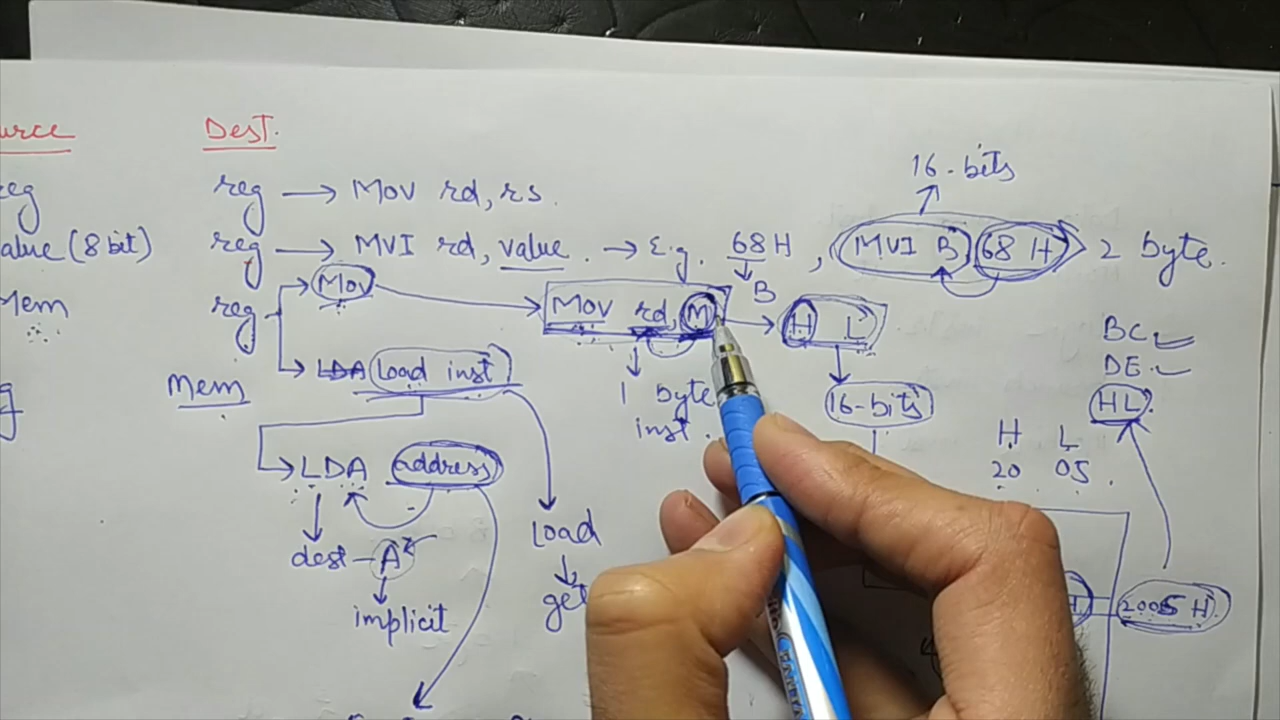 urce Dest.
reg reg → Mov rd, rs.
alue (8 bit) reg → MVI rd, value. → E.g. 68H, MVI B 68 H 2 byte.
16-bits
B
Mem reg Mov Mov rd, M → H L
LDA Load inst
Mem
1 byte
inst.
16-bits
BC
DE
HL
H L
20 05
LDA address
dest - A
implicit
Load
get
H 2005 H